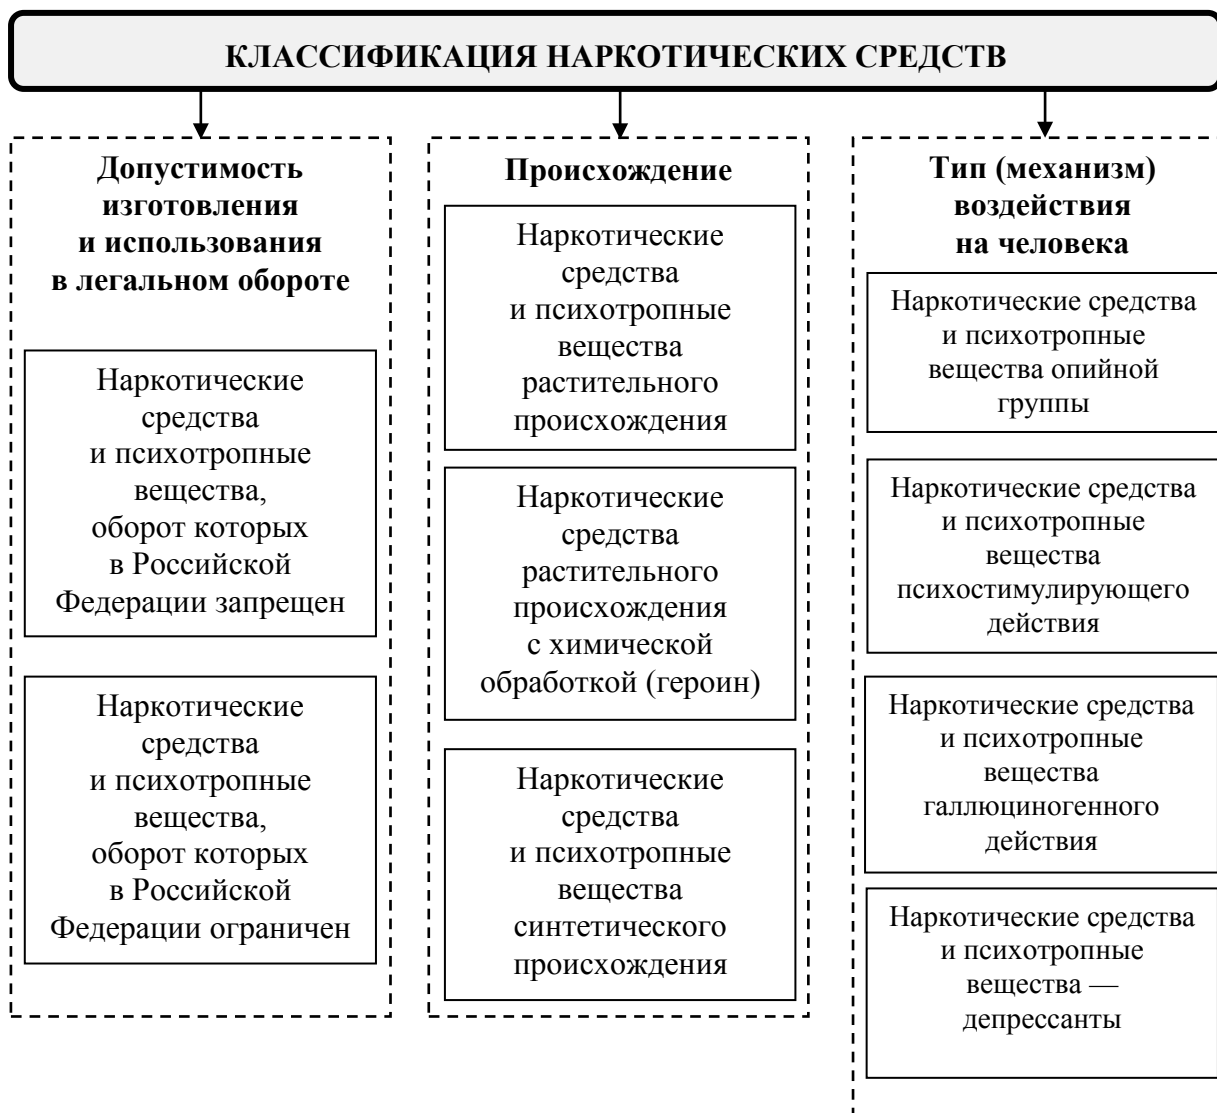 КЛАССИФИКАЦИЯ НАРКОТИЧЕСКИХ СРЕДСТВ
Допустимость
изготовления
и использования
в легальном обороте
Наркотические
средства
и психотропные
вещества,
оборот которых
в Российской
Федерации запрещен
Наркотические
средства
и психотропные
вещества,
оборот которых
в Российской
Федерации ограничен
Происхождение
Наркотические
средства
и психотропные
вещества
растительного
происхождения
Наркотические
средства
растительного
происхождения
с химической
обработкой (героин)
Наркотические
средства
и психотропные
вещества
синтетического
происхождения
Тип (механизм)
воздействия
на человека
Наркотические средства
и психотропные
вещества опийной
группы
Наркотические средства
и психотропные
вещества
психостимулирующего
действия
Наркотические средства
и психотропные
вещества
галлюциногенного
действия
Наркотические средства
и психотропные
вещества —
депрессанты